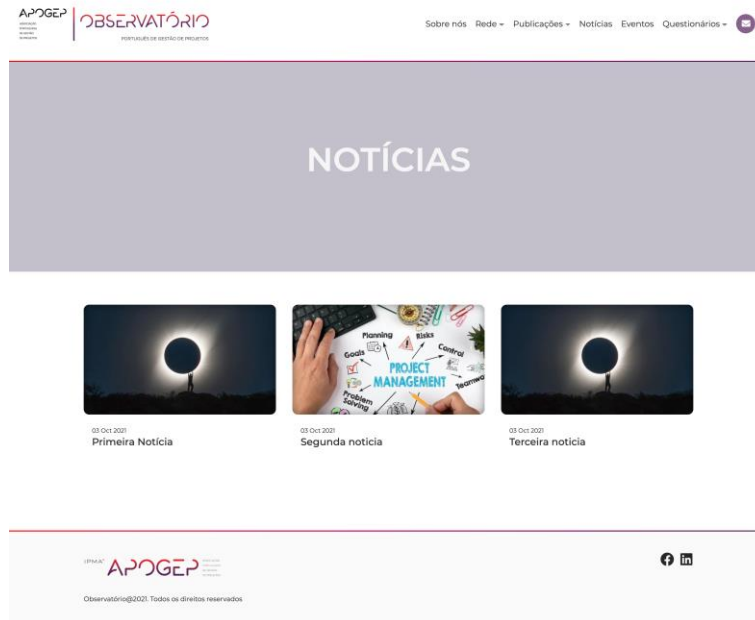 APOGEP
OBSERVATÓRIO
PORTUGUÊS DE GESTÃO DE PROJETOS
Sobre nós Rede Publicações Notícias Eventos Questionários
NOTÍCIAS
Planning
Risks
Goals
Control
PROJECT
MANAGEMENT
Teamwo
Problem
Solving
03 Oct 2021
Primeira Notícia
03 Oct 2021
Segunda noticia
03 Oct 2021
Terceira noticia
IPMA
APOGEP
Observatório@2021. Todos os direitos reservados